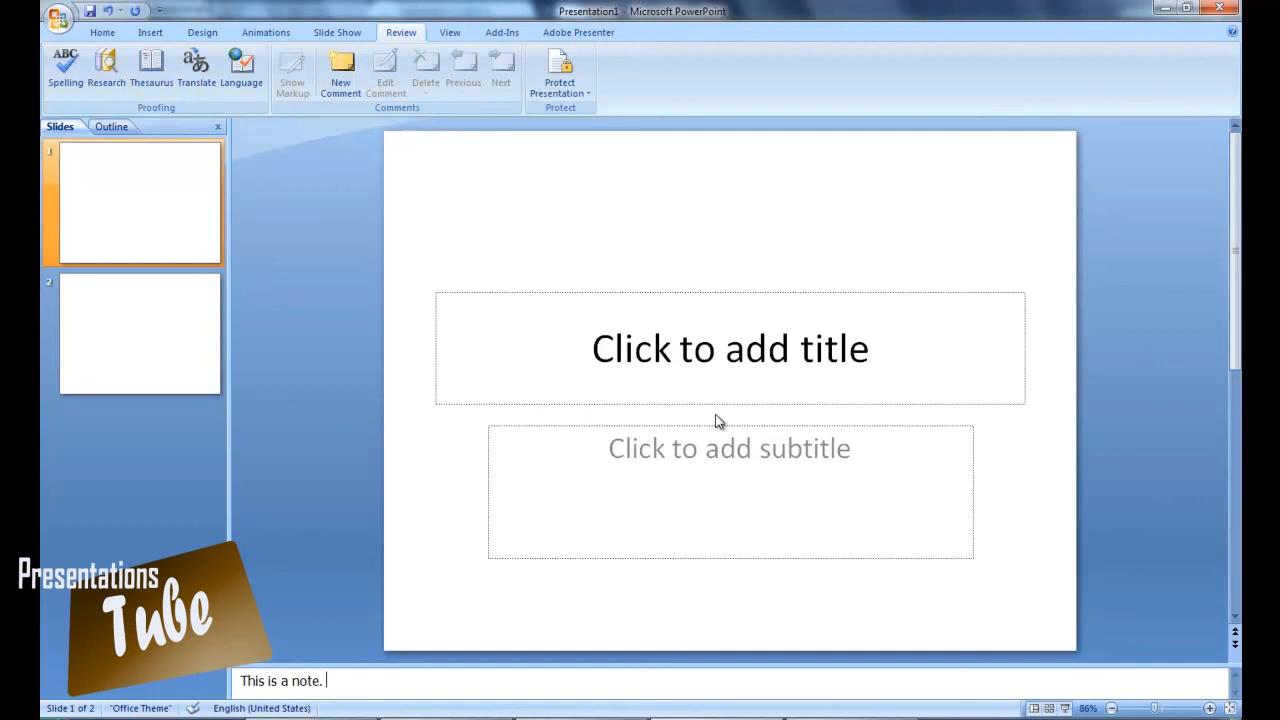 Presentation1 - Microsoft PowerPoint
Home Insert Design Animations Slide Show Review View Add-Ins Adobe Presenter
ABC
Spelling Research Thesaurus Translate Language
Show Markup
New Comment
Edit Comment
Delete Previous Next
Protect Presentation
Proofing Comments Protect
Slides Outline x
1
2
Click to add title
Click to add subtitle
Presentations
Tube
This is a note.
Slide 1 of 2 "Office Theme" English (United States) 86%